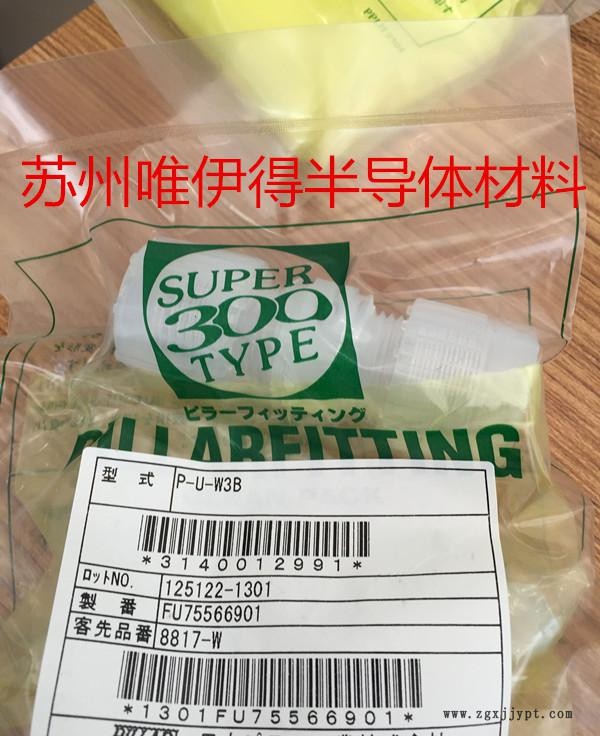 苏州唯伊得半导体材料
SUPER
300
TYPE
ピラーフィッティング
PILLARFITTING
型式 P-U-W3B
*3140012991*
ロットNO. 125122-1301
製番 FU75566901
客先品番 8817-W
*1301FU75566901*
www.zgxjjypt.com